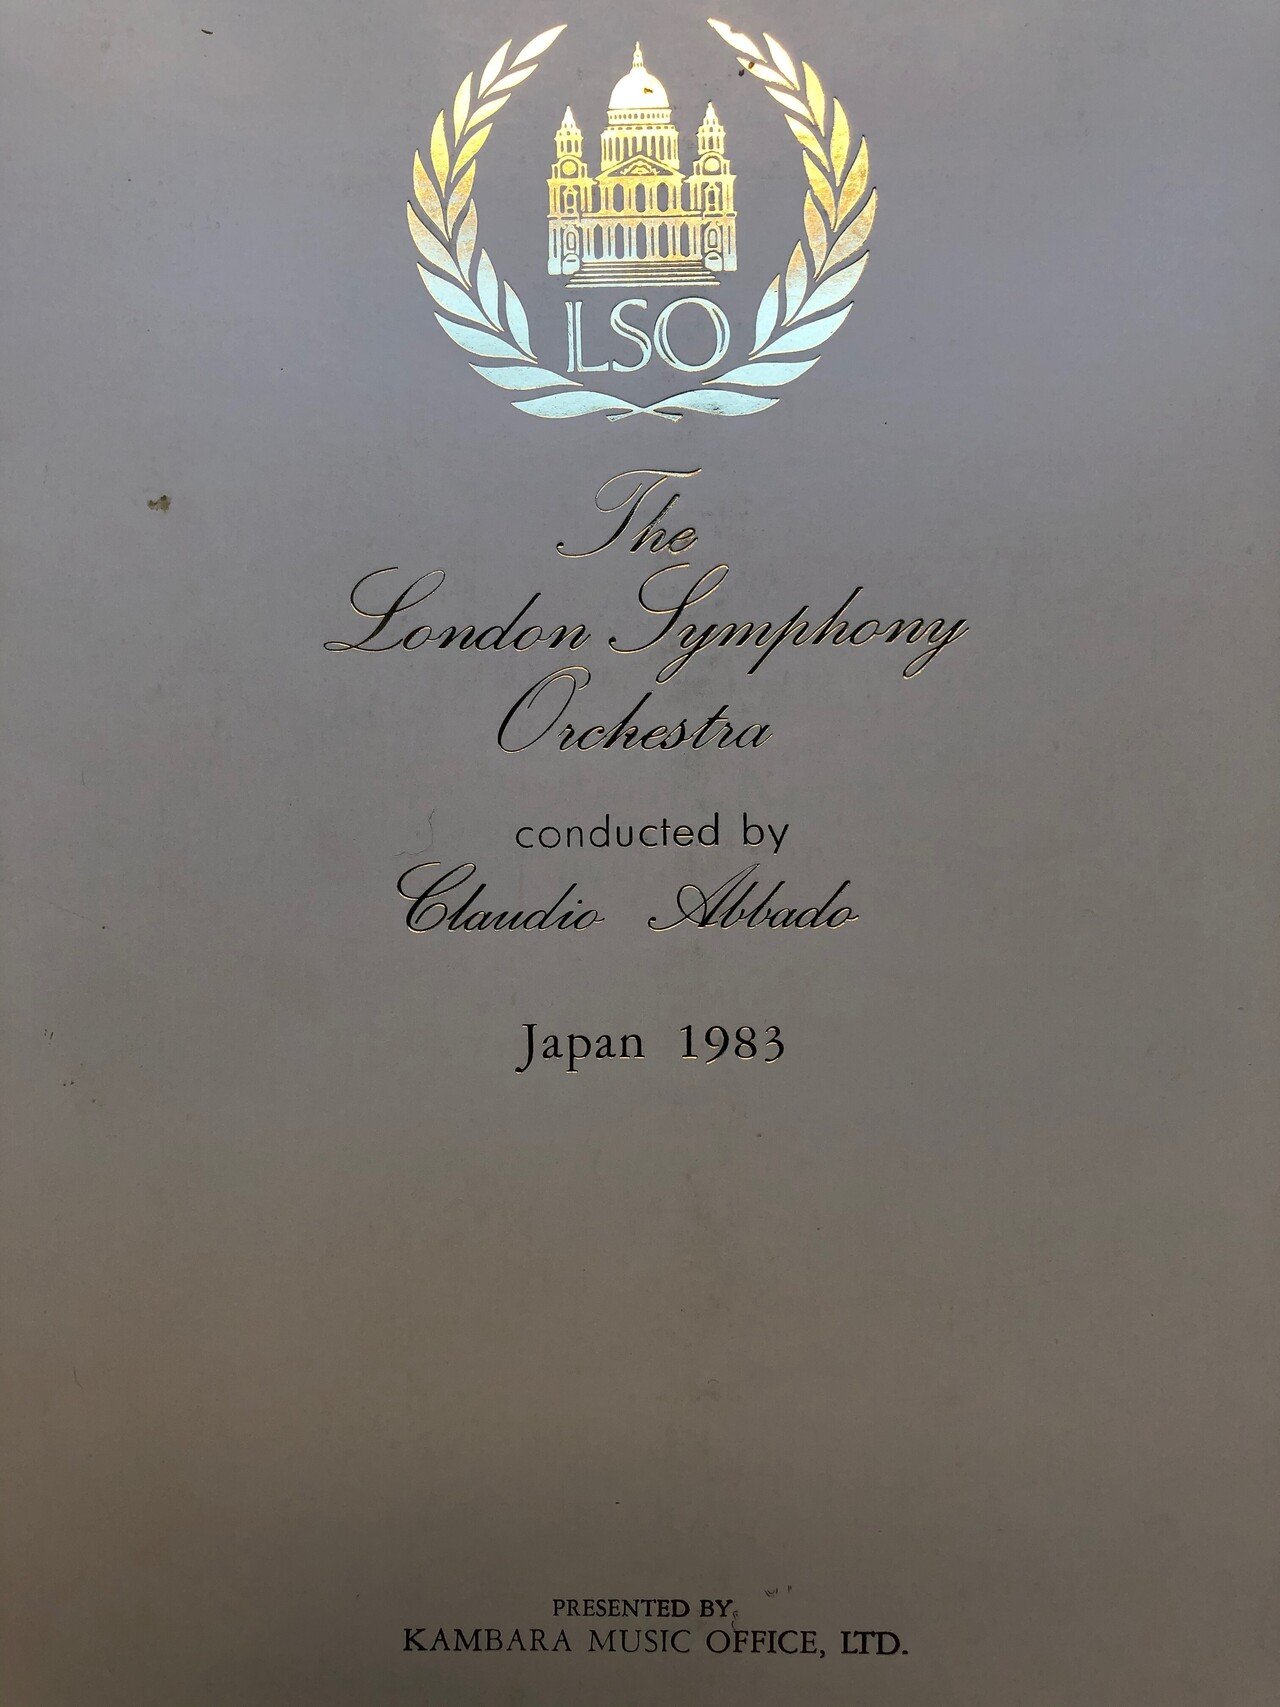 LSO
The
London Symphony
Orchestra
conducted by
Claudio Abbado
Japan 1983
PRESENTED BY
KAMBARA MUSIC OFFICE, LTD.